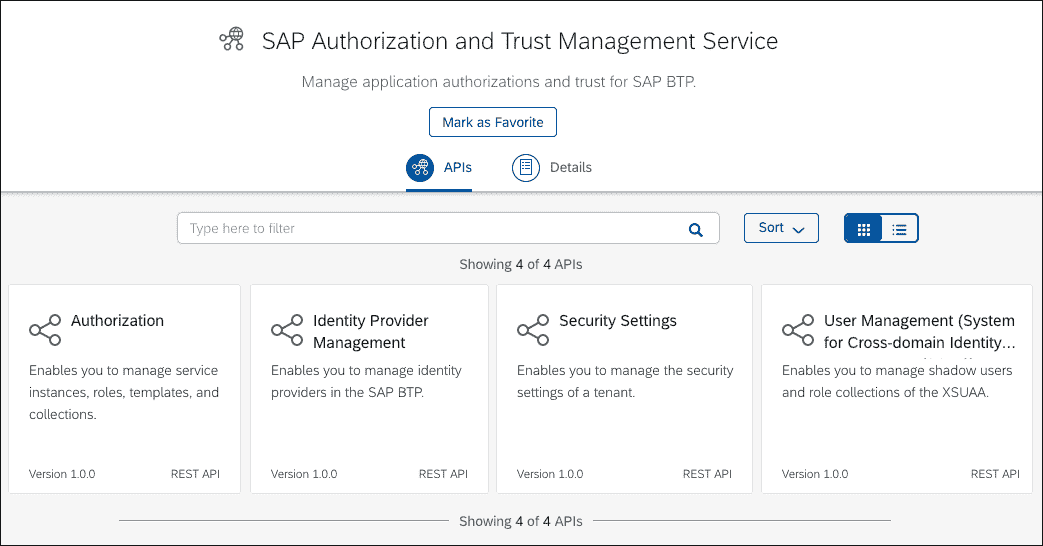 SAP Authorization and Trust Management Service
Manage application authorizations and trust for SAP BTP.
Mark as Favorite
APIs
Details
Type here to filter
Sort
Showing 4 of 4 APIs
Authorization
Enables you to manage service
instances, roles, templates, and
collections.
Version 1.0.0 REST API
Identity Provider
Management
Enables you to manage identity
providers in the SAP BTP.
Version 1.0.0 REST API
Security Settings
Enables you to manage the security
settings of a tenant.
Version 1.0.0 REST API
User Management (System
for Cross-domain Identity...
Enables you to manage shadow users
and role collections of the XSUAA.
Version 1.0.0 REST API
Showing 4 of 4 APIs